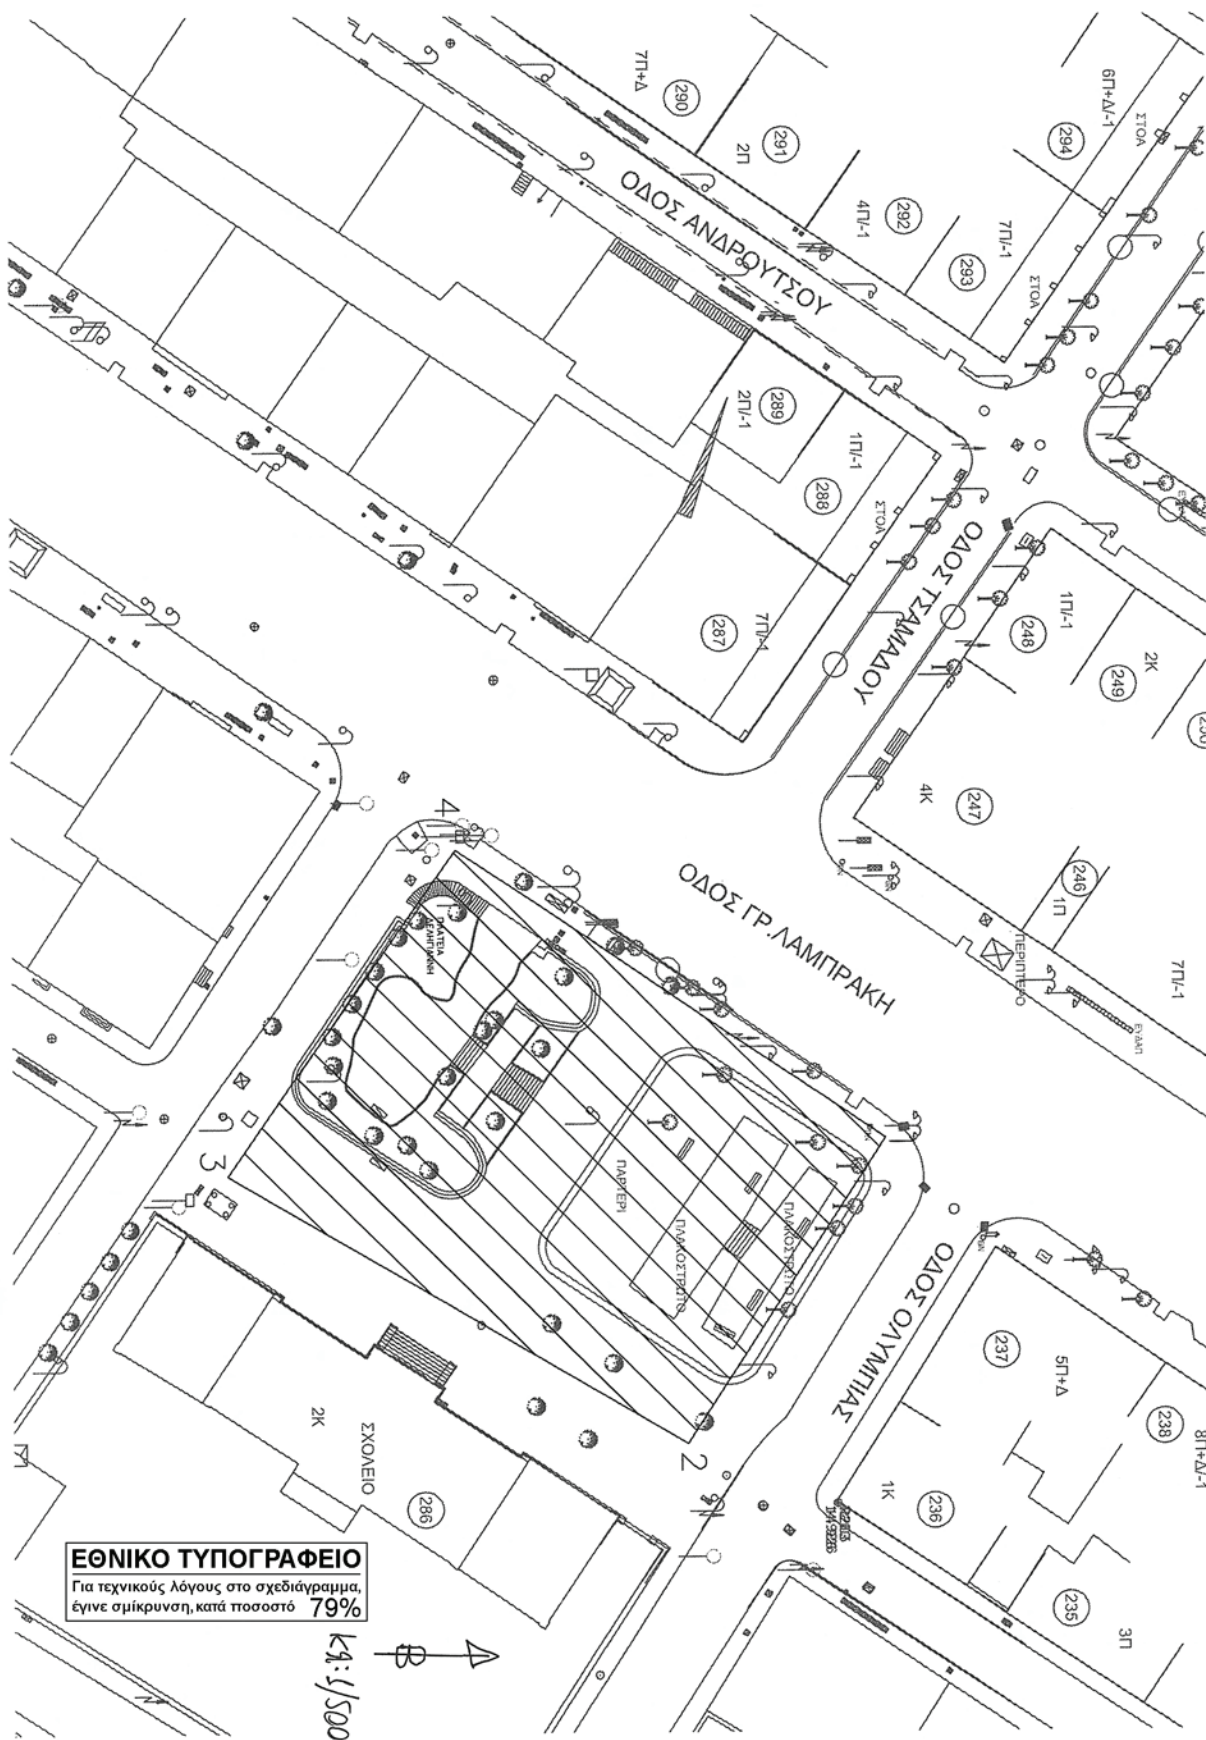 7Π+Δ
290
291
2Π
ΟΔΟΣ ΑΝΔΡΟΥΤΣΟΥ
4Π/-1
292
6Π+Δ/-1
294
ΣΤΟΑ
7Π/-1
293
ΣΤΟΑ
289
2Π/-1
1Π/-1
288
ΣΤΟΑ
ΟΔΟΣ ΤΣΑΜΑΔΟΥ
7Π/-1
287
1Π/-1
248
2Κ
249
4Κ
247
246
1Π
ΠΕΡΙΠΤΕΡΟ
7Π/-1
ΕΥΔΑΠ
ΟΔΟΣ ΓΡ.ΛΑΜΠΡΑΚΗ
4
ΠΛΑΤΕΙΑ
ΔΕΛΗΓΙΑΝΝΗ
ΠΑΡΤΕΡΙ
ΠΛΑΚΟΣΤΡΩΤΟ
ΠΛΑΚΟΣΤΡΩΤΟ
3
2
ΟΔΟΣ ΟΛΥΜΠΙΑΣ
237
5Π+Δ
238
8Π+Δ/-1
1Κ
236
235
3Π
2Κ
ΣΧΟΛΕΙΟ
286
ΕΘΝΙΚΟ ΤΥΠΟΓΡΑΦΕΙΟ
Για τεχνικούς λόγους στο σχεδιάγραμμα,
έγινε σμίκρυνση, κατά ποσοστό 79%
Β
Κλ: 1/500